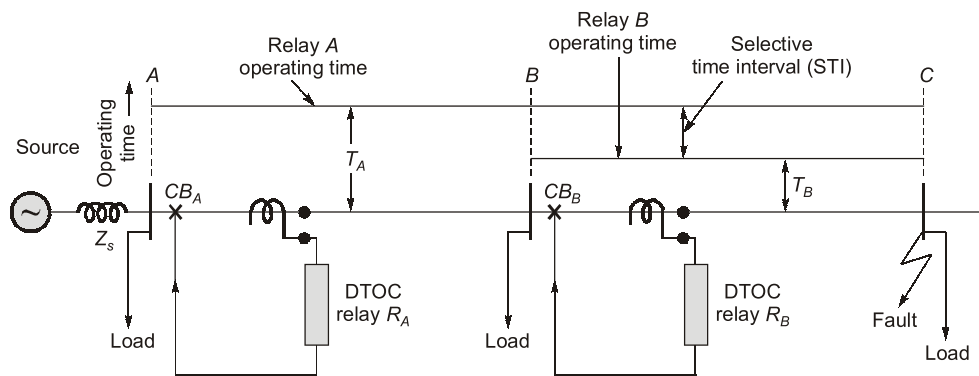 Relay B
operating time
Relay A
operating time
Selective
time interval (STI)
A
B
C
Operating
time
Source
T_A
T_B
CB_A
CB_B
Z_s
DTOC
relay R_A
DTOC
relay R_B
Load
Load
Fault
Load